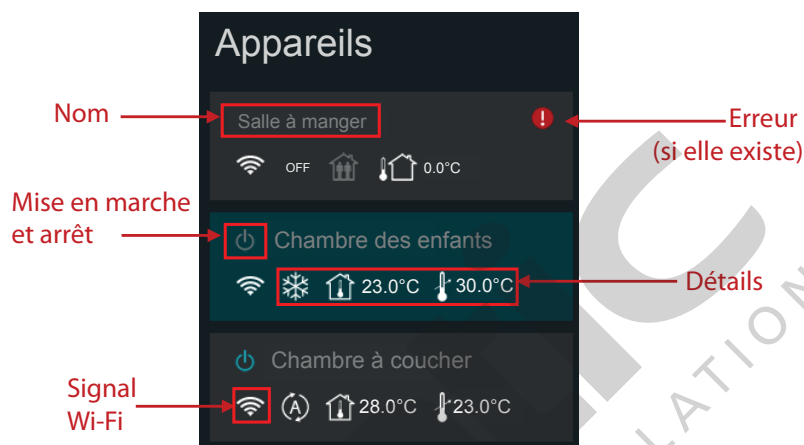 Appareils
Nom
Salle à manger
!
Erreur
(si elle existe)
OFF
0.0°C
Mise en marche
et arrêt
Chambre des enfants
23.0°C
30.0°C
Détails
Chambre à coucher
Signal
Wi-Fi
A
28.0°C
23.0°C